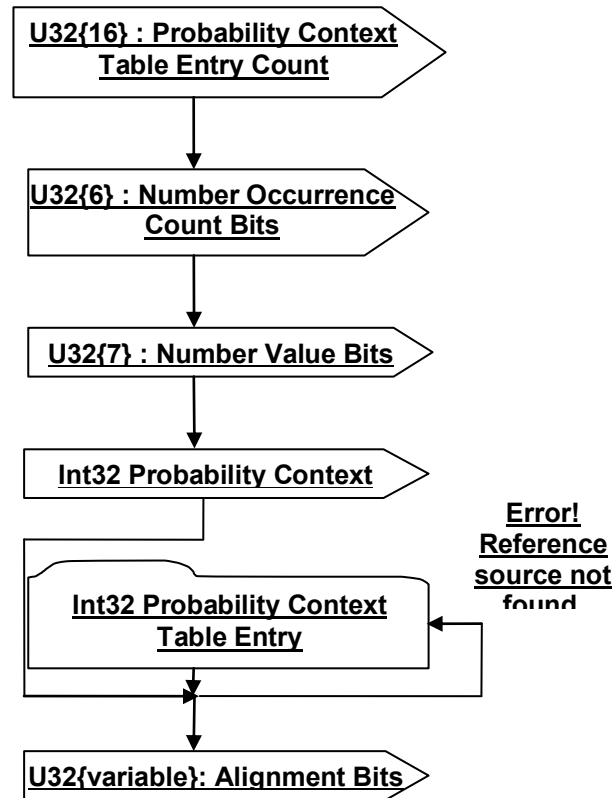 U32{16} : Probability Context
Table Entry Count
U32{6} : Number Occurrence
Count Bits
U32{7} : Number Value Bits
Int32 Probability Context
Error!
Reference
source not
found
Int32 Probability Context
Table Entry
U32{variable}: Alignment Bits